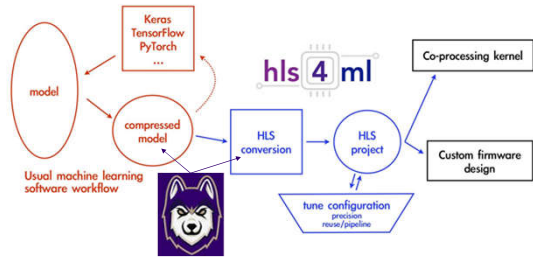 Keras
TensorFlow
PyTorch
...
hls 4 ml
Co-processing kernel
model
compressed
model
HLS
conversion
HLS
project
Custom firmware
design
Usual machine learning
software workflow
tune configuration
precision
reuse/pipeline